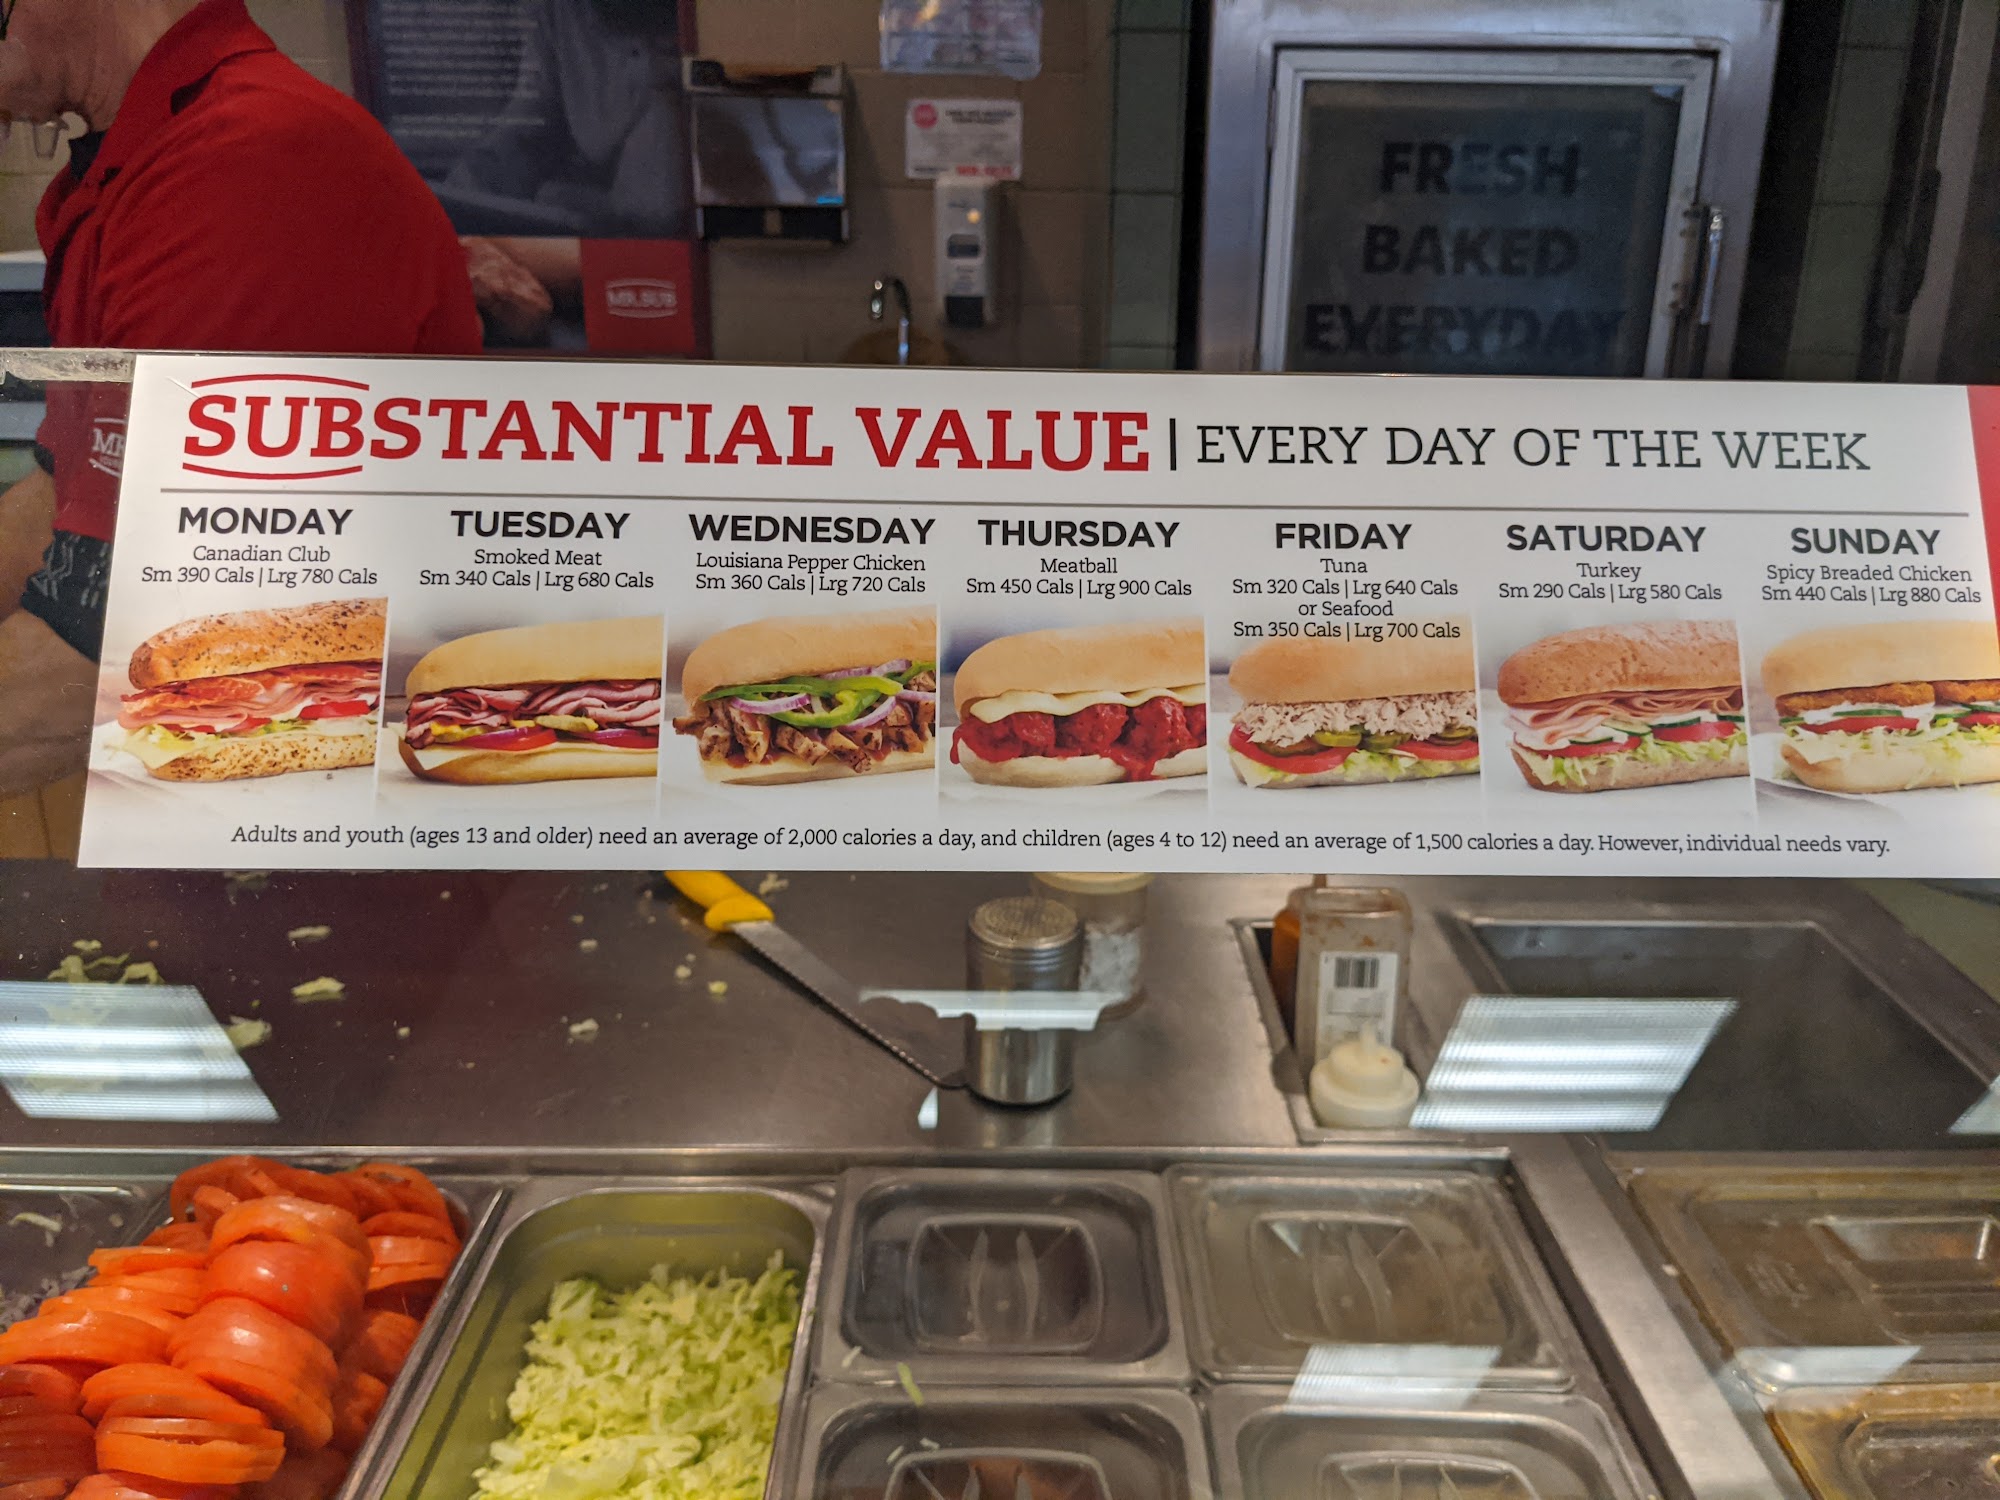 FRESH
BAKED
EVERYDAY
MR.SUB
SUBSTANTIAL VALUE | EVERY DAY OF THE WEEK
MONDAY
Canadian Club
Sm 390 Cals | Lrg 780 Cals
TUESDAY
Smoked Meat
Sm 340 Cals | Lrg 680 Cals
WEDNESDAY
Louisiana Pepper Chicken
Sm 360 Cals | Lrg 720 Cals
THURSDAY
Meatball
Sm 450 Cals | Lrg 900 Cals
FRIDAY
Tuna
Sm 320 Cals | Lrg 640 Cals
or Seafood
Sm 350 Cals | Lrg 700 Cals
SATURDAY
Turkey
Sm 290 Cals | Lrg 580 Cals
SUNDAY
Spicy Breaded Chicken
Sm 440 Cals | Lrg 880 Cals
Adults and youth (ages 13 and older) need an average of 2,000 calories a day, and children (ages 4 to 12) need an average of 1,500 calories a day. However, individual needs vary.